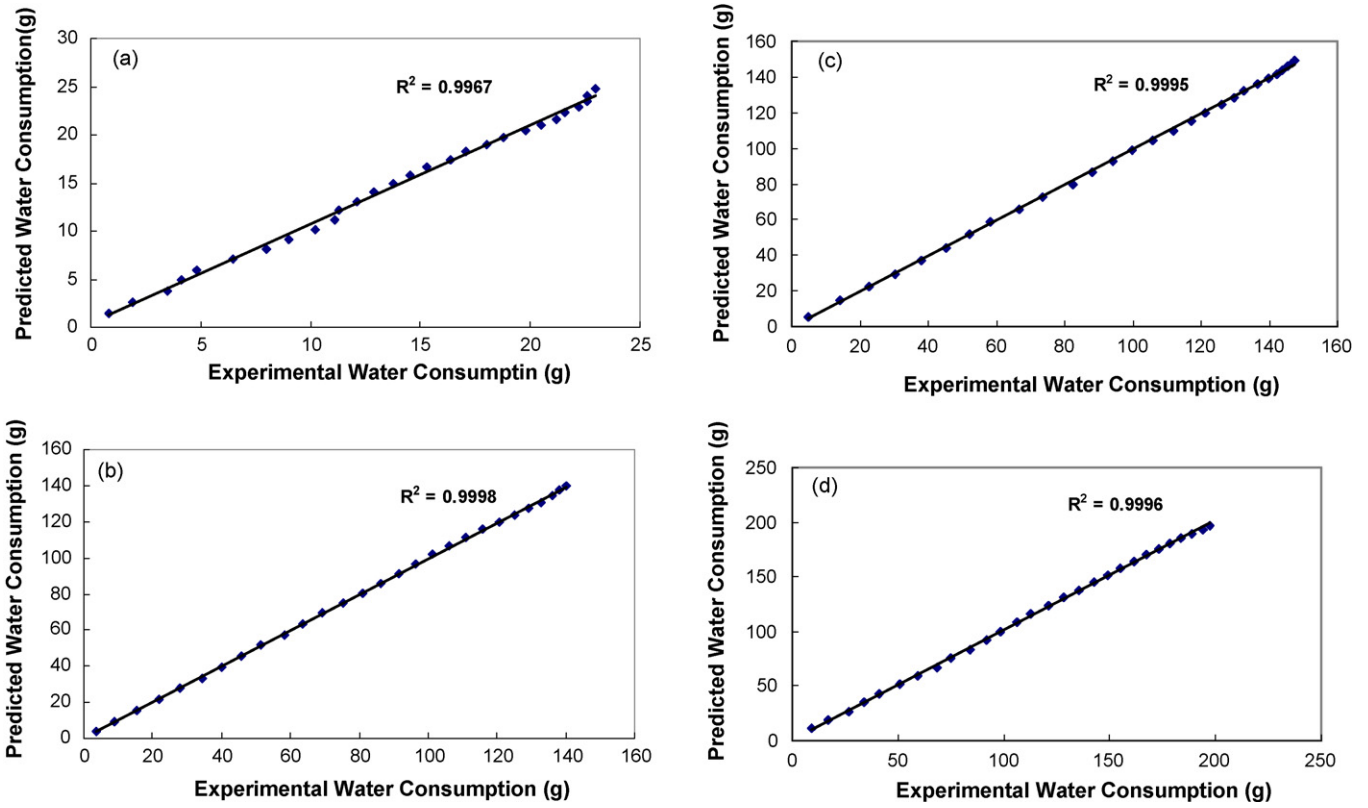 Predicted Water Consumption(g)
30
25
20
15
10
5
0
(a)
R² = 0.9967
0 5 10 15 20 25
Experimental Water Consumptin (g)
Predicted Water Consumption (g)
160
140
120
100
80
60
40
20
0
(c)
R² = 0.9995
0 20 40 60 80 100 120 140 160
Experimental Water Consumption (g)
Predicted Water Consumption (g)
160
140
120
100
80
60
40
20
0
(b)
R² = 0.9998
0 20 40 60 80 100 120 140 160
Experimental Water Consumption (g)
Predicted Water Consumption (g)
250
200
150
100
50
0
(d)
R² = 0.9996
0 50 100 150 200 250
Experimental Water Consumption (g)